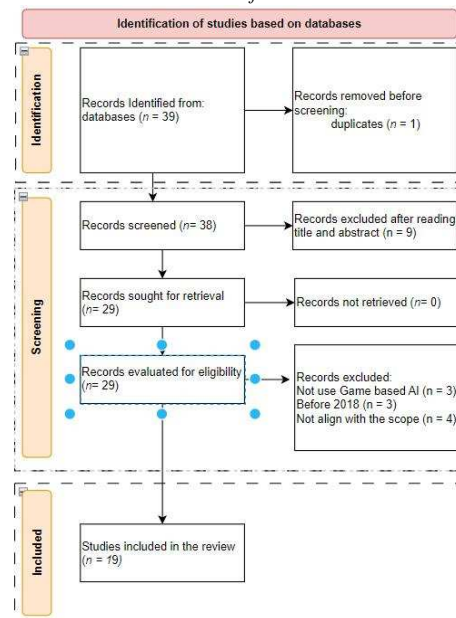 Identification of studies based on databases
Identification
Records Identified from:
databases (n = 39)
Records removed before
screening:
duplicates (n = 1)
Screening
Records screened (n= 38)
Records excluded after reading
title and abstract (n = 9)
Records sought for retrieval
(n= 29)
Records not retrieved (n= 0)
Records evaluated for eligibility
(n= 29)
Records excluded:
Not use Game based AI (n = 3)
Before 2018 (n = 3)
Not align with the scope (n = 4)
Included
Studies included in the review
(n = 19)